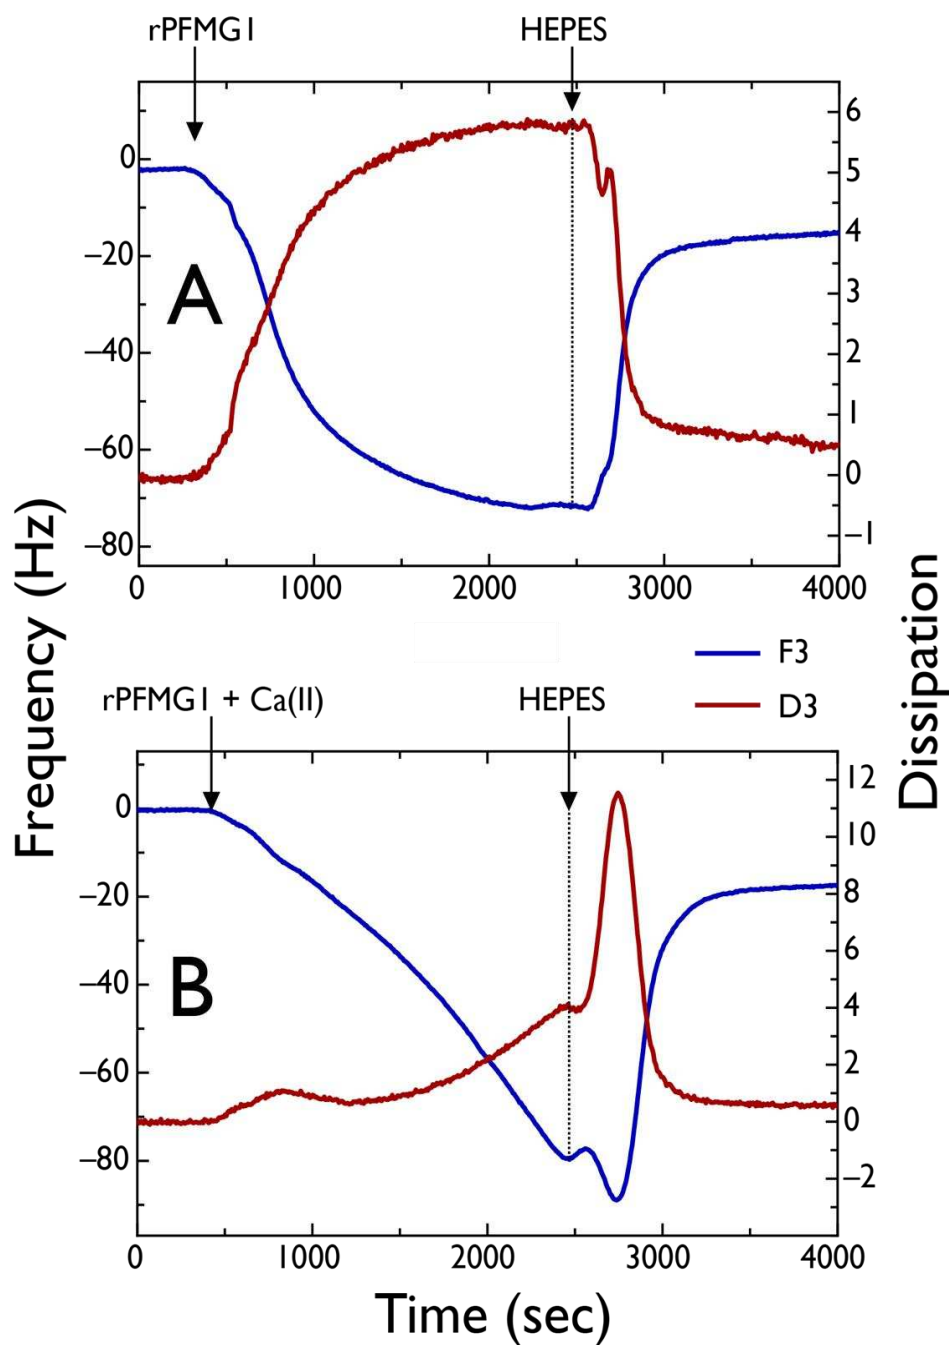 rPFMG1 HEPES
0
−20
−40
−60
−80
A
6
5
4
3
2
1
0
−1
0 1000 2000 3000 4000
Frequency (Hz)
Dissipation
F3
D3
rPFMG1 + Ca(II) HEPES
0
−20
−40
−60
−80
B
12
10
8
6
4
2
0
−2
0 1000 2000 3000 4000
Time (sec)